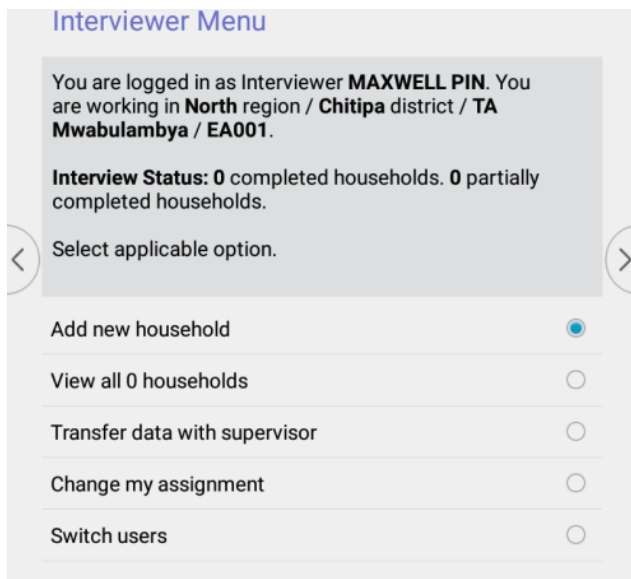 Interviewer Menu
You are logged in as Interviewer MAXWELL PIN. You
are working in North region / Chitipa district / TA
Mwabulambya / EA001.
Interview Status: 0 completed households. 0 partially
completed households.
Select applicable option.
Add new household
View all 0 households
Transfer data with supervisor
Change my assignment
Switch users